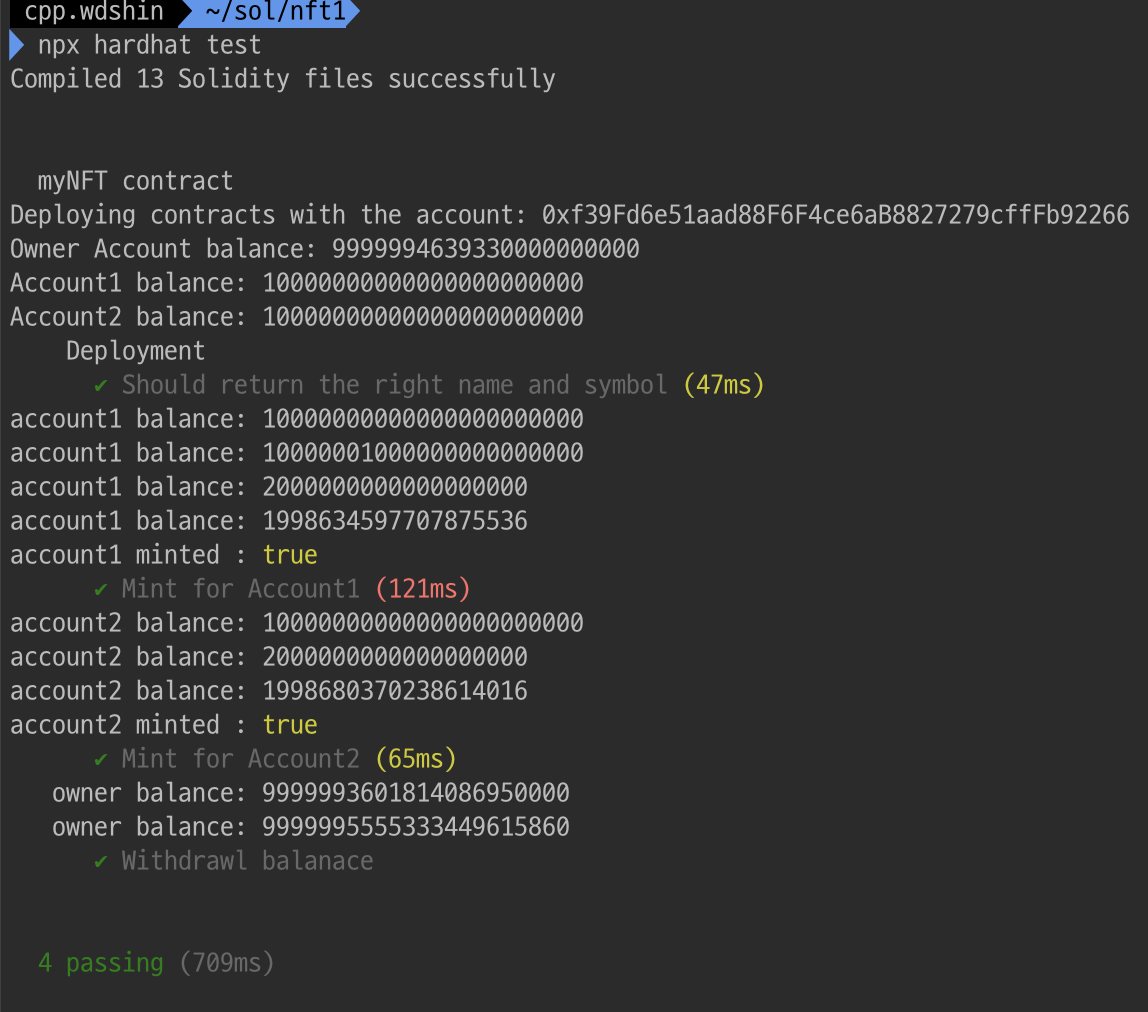 cpp.wdshin ~/sol/nft1
npx hardhat test
Compiled 13 Solidity files successfully
myNFT contract
Deploying contracts with the account: 0xf39Fd6e51aad88F6F4ce6aB8827279cffFb92266
Owner Account balance: 9999994639330000000000
Account1 balance: 10000000000000000000000
Account2 balance: 10000000000000000000000
Deployment
✔ Should return the right name and symbol (47ms)
account1 balance: 10000000000000000000000
account1 balance: 10000001000000000000000
account1 balance: 2000000000000000000
account1 balance: 1998634597707875536
account1 minted : true
✔ Mint for Account1 (121ms)
account2 balance: 10000000000000000000000
account2 balance: 2000000000000000000
account2 balance: 1998680370238614016
account2 minted : true
✔ Mint for Account2 (65ms)
owner balance: 9999993601814086950000
owner balance: 9999995555333449615860
✔ Withdrawl balanace
4 passing (709ms)